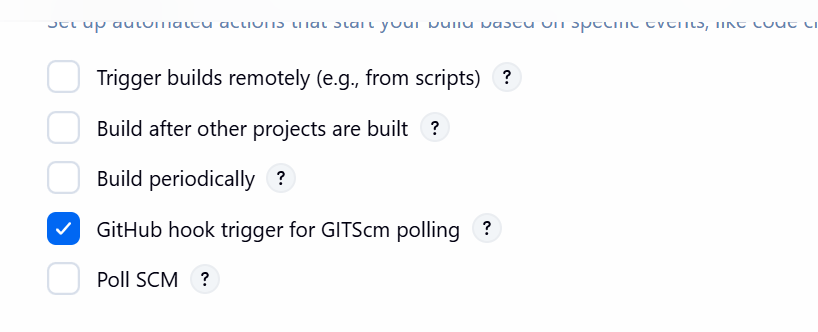 Set up automated actions that start your build based on specific events, like code
Trigger builds remotely (e.g., from scripts) ?
Build after other projects are built ?
Build periodically ?
GitHub hook trigger for GITScm polling ?
Poll SCM ?